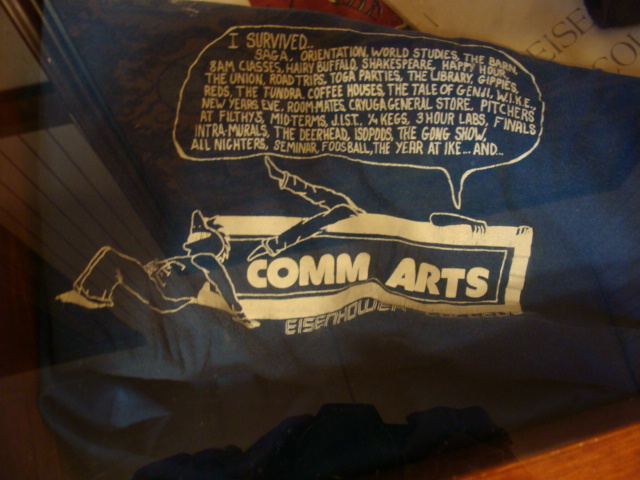 I SURVIVED..
SAGA, ORIENTATION, WORLD STUDIES, THE BARN,
8AM CLASSES, HAIRY BUFFALO, SHAKESPEARE, HAPPY HOUR,
THE UNION, ROAD TRIPS, TOGA PARTIES, THE LIBRARY, GIPPIES,
REDS, THE TUNDRA, COFFEE HOUSES, THE TALE OF GENJI, W.I.K.E.,
NEW YEARS EVE, ROOM-MATES, CAYUGA GENERAL STORE, PITCHERS
AT FILTHYS, MID-TERMS, J.I.S.T., ¼ KEGS, 3 HOUR LABS, FINALS
INTRA-MURALS, THE DEERHEAD, ISOPODS, THE GONG SHOW,
ALL NIGHTERS, SEMINAR, FOOSBALL, THE YEAR AT IKE... AND...
COMM ARTS